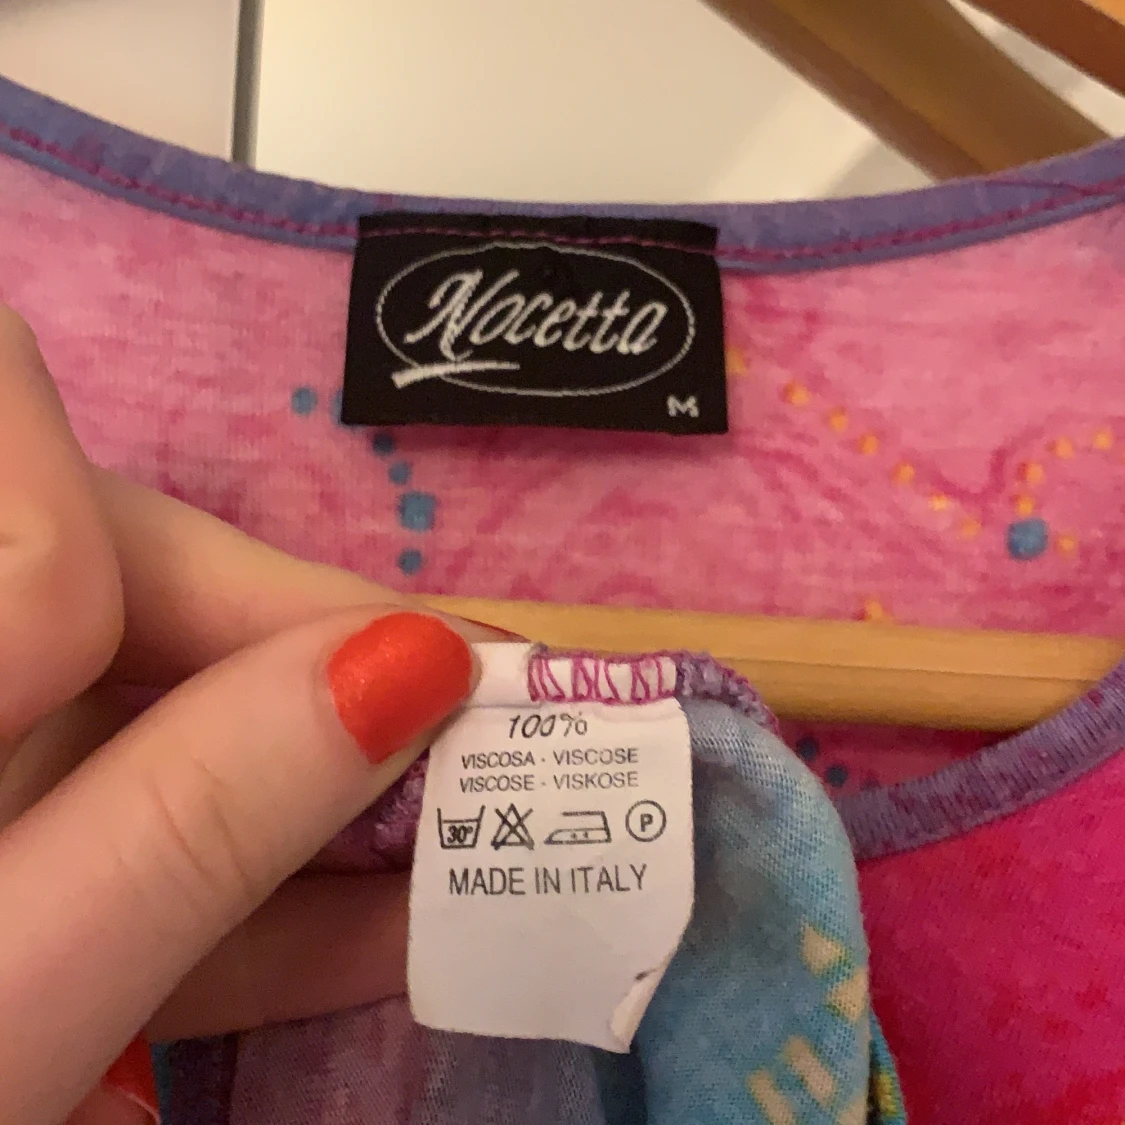 Nocetta
M
100%
VISCOSA - VISCOSE
VISCOSE - VISKOSE
30° P
MADE IN ITALY